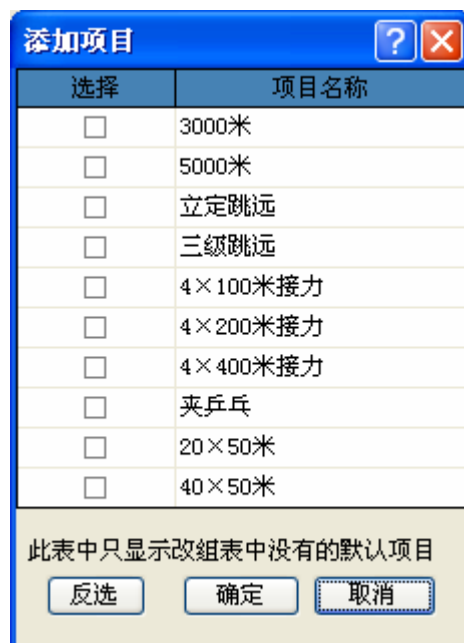 添加项目
选择 项目名称
3000米
5000米
立定跳远
三级跳远
4×100米接力
4×200米接力
4×400米接力
夹乒乓
20×50米
40×50米
此表中只显示改组表中没有的默认项目
反选 确定 取消